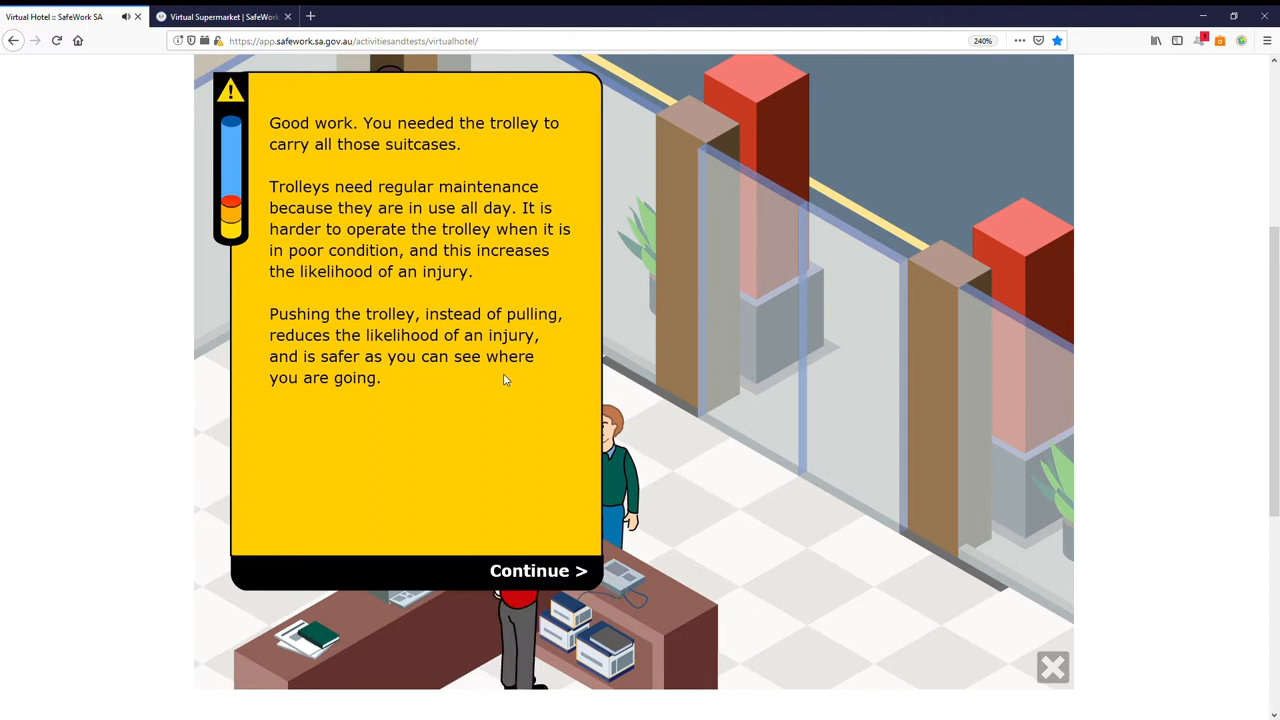 Virtual Hotel :: SafeWork SA
Virtual Supermarket | SafeWork
https://app.safework.sa.gov.au/activitiesandtests/virtualhotel/
240%
Good work. You needed the trolley to
carry all those suitcases.
Trolleys need regular maintenance
because they are in use all day. It is
harder to operate the trolley when it is
in poor condition, and this increases
the likelihood of an injury.
Pushing the trolley, instead of pulling,
reduces the likelihood of an injury,
and is safer as you can see where
you are going.
Continue >